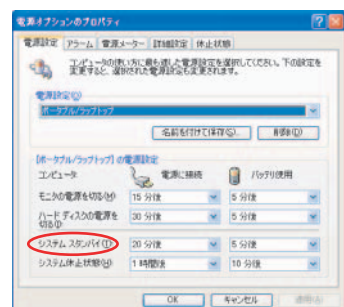 電源オプションのプロパティ
電源設定 アラーム 電源メーター 詳細設定 休止状態
コンピュータの使い方に最も適した電源設定を選択してください。下の設定を
変更すると、選択された電源設定も変更されます。
電源設定(C)
ポータブル/ラップトップ
名前を付けて保存(S)... 削除(D)
[ポータブル/ラップトップ] の電源設定
コンピュータ 電源に接続 バッテリ使用
モニタの電源を切る(M) 15 分後 5 分後
ハード ディスクの電源を
切る(I) 30 分後 5 分後
システム スタンバイ(T) 20 分後 5 分後
システム休止状態(H) 1 時間後 10 分後
OK キャンセル 適用(A)